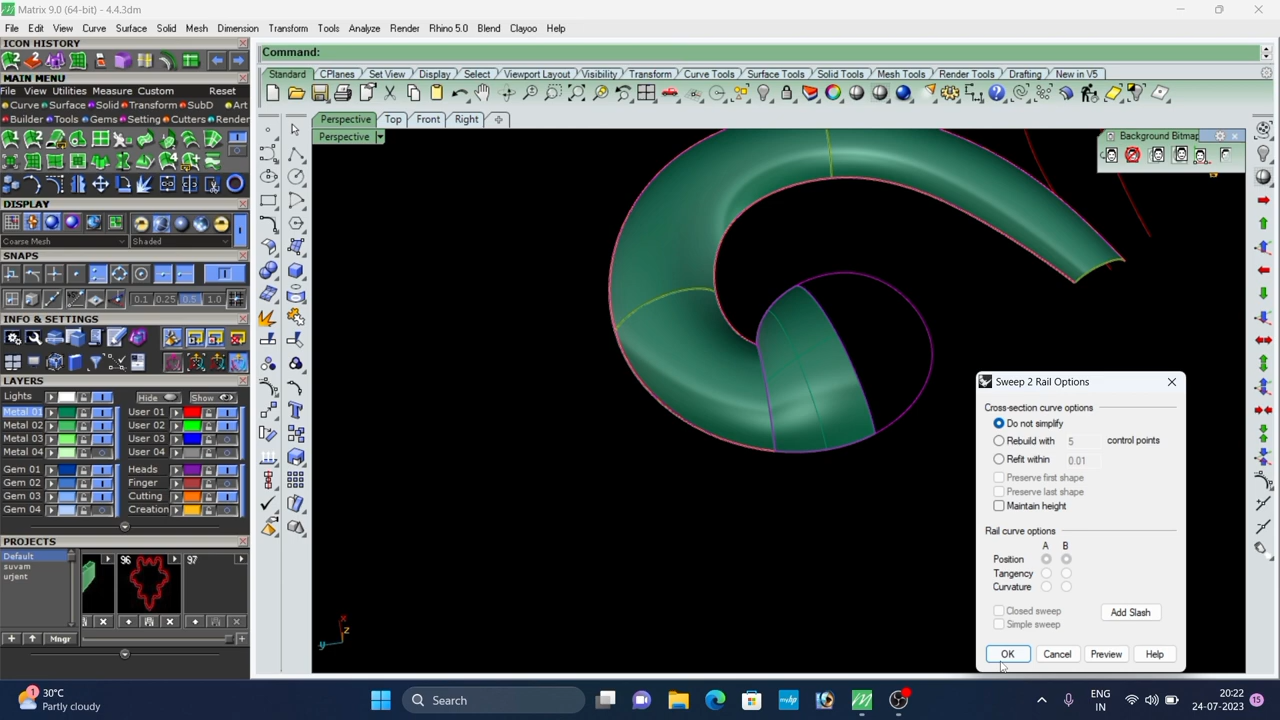 Matrix 9.0 (64-bit) - 4.4.3dm
File Edit View Curve Surface Solid Mesh Dimension Transform Tools Analyze Render Rhino 5.0 Blend Clayoo Help
ICON HISTORY
Command:
MAIN MENU
Standard CPlanes Set View Display Select Viewport Layout Visibility Transform Curve Tools Surface Tools Solid Tools Mesh Tools Render Tools Drafting New in V5
File View Utilities Measure Custom Reset
Curve Surface Solid Transform SubD Art
Builder Tools Gems Setting Cutters Render
Perspective Top Front Right
Perspective
Background Bitmap
DISPLAY
Coarse Mesh Shaded
SNAPS
0.1 0.25 0.5 1.0
INFO & SETTINGS
LAYERS
Lights Hide Show
Metal 01 User 01
Metal 02 User 02
Metal 03 User 03
Metal 04 User 04
Gem 01 Heads
Gem 02 Finger
Gem 03 Cutting
Gem 04 Creation
PROJECTS
Default
suvam
urjent
96 97
Mngr
Sweep 2 Rail Options
Cross-section curve options
Do not simplify
Rebuild with 5 control points
Refit within 0.01
Preserve first shape
Preserve last shape
Maintain height
Rail curve options
A B
Position
Tangency
Curvature
Closed sweep
Simple sweep
Add Slash
OK Cancel Preview Help
x
z
y
1
30°C
Partly cloudy
Search
ENG
IN
20:22
24-07-2023
15